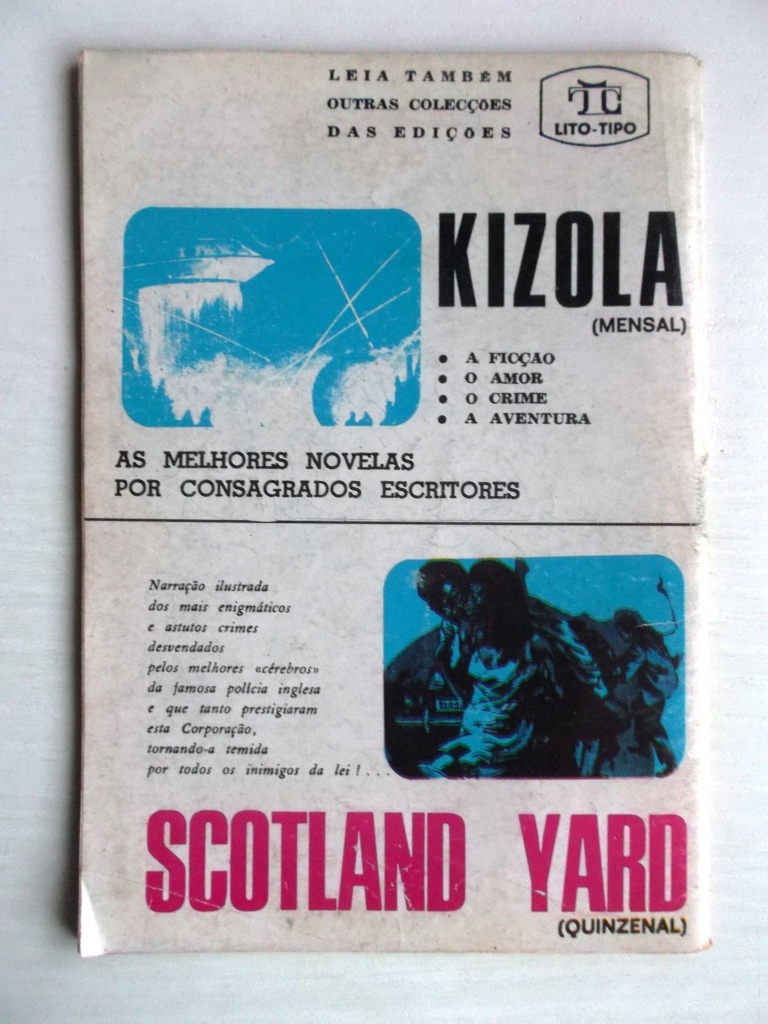 LEIA TAMBÉM
OUTRAS COLECÇÕES
DAS EDIÇÕES
LITO-TIPO
KIZOLA
(MENSAL)
• A FICÇAO
• O AMOR
• O CRIME
• A AVENTURA
AS MELHORES NOVELAS
POR CONSAGRADOS ESCRITORES
Narração ilustrada
dos mais enigmáticos
e astutos crimes
desvendados
pelos melhores «cérebros»
da famosa polícia inglesa
e que tanto prestigiaram
esta Corporação,
tornando-a temida
por todos os inimigos da lei!...
SCOTLAND YARD
(QUINZENAL)